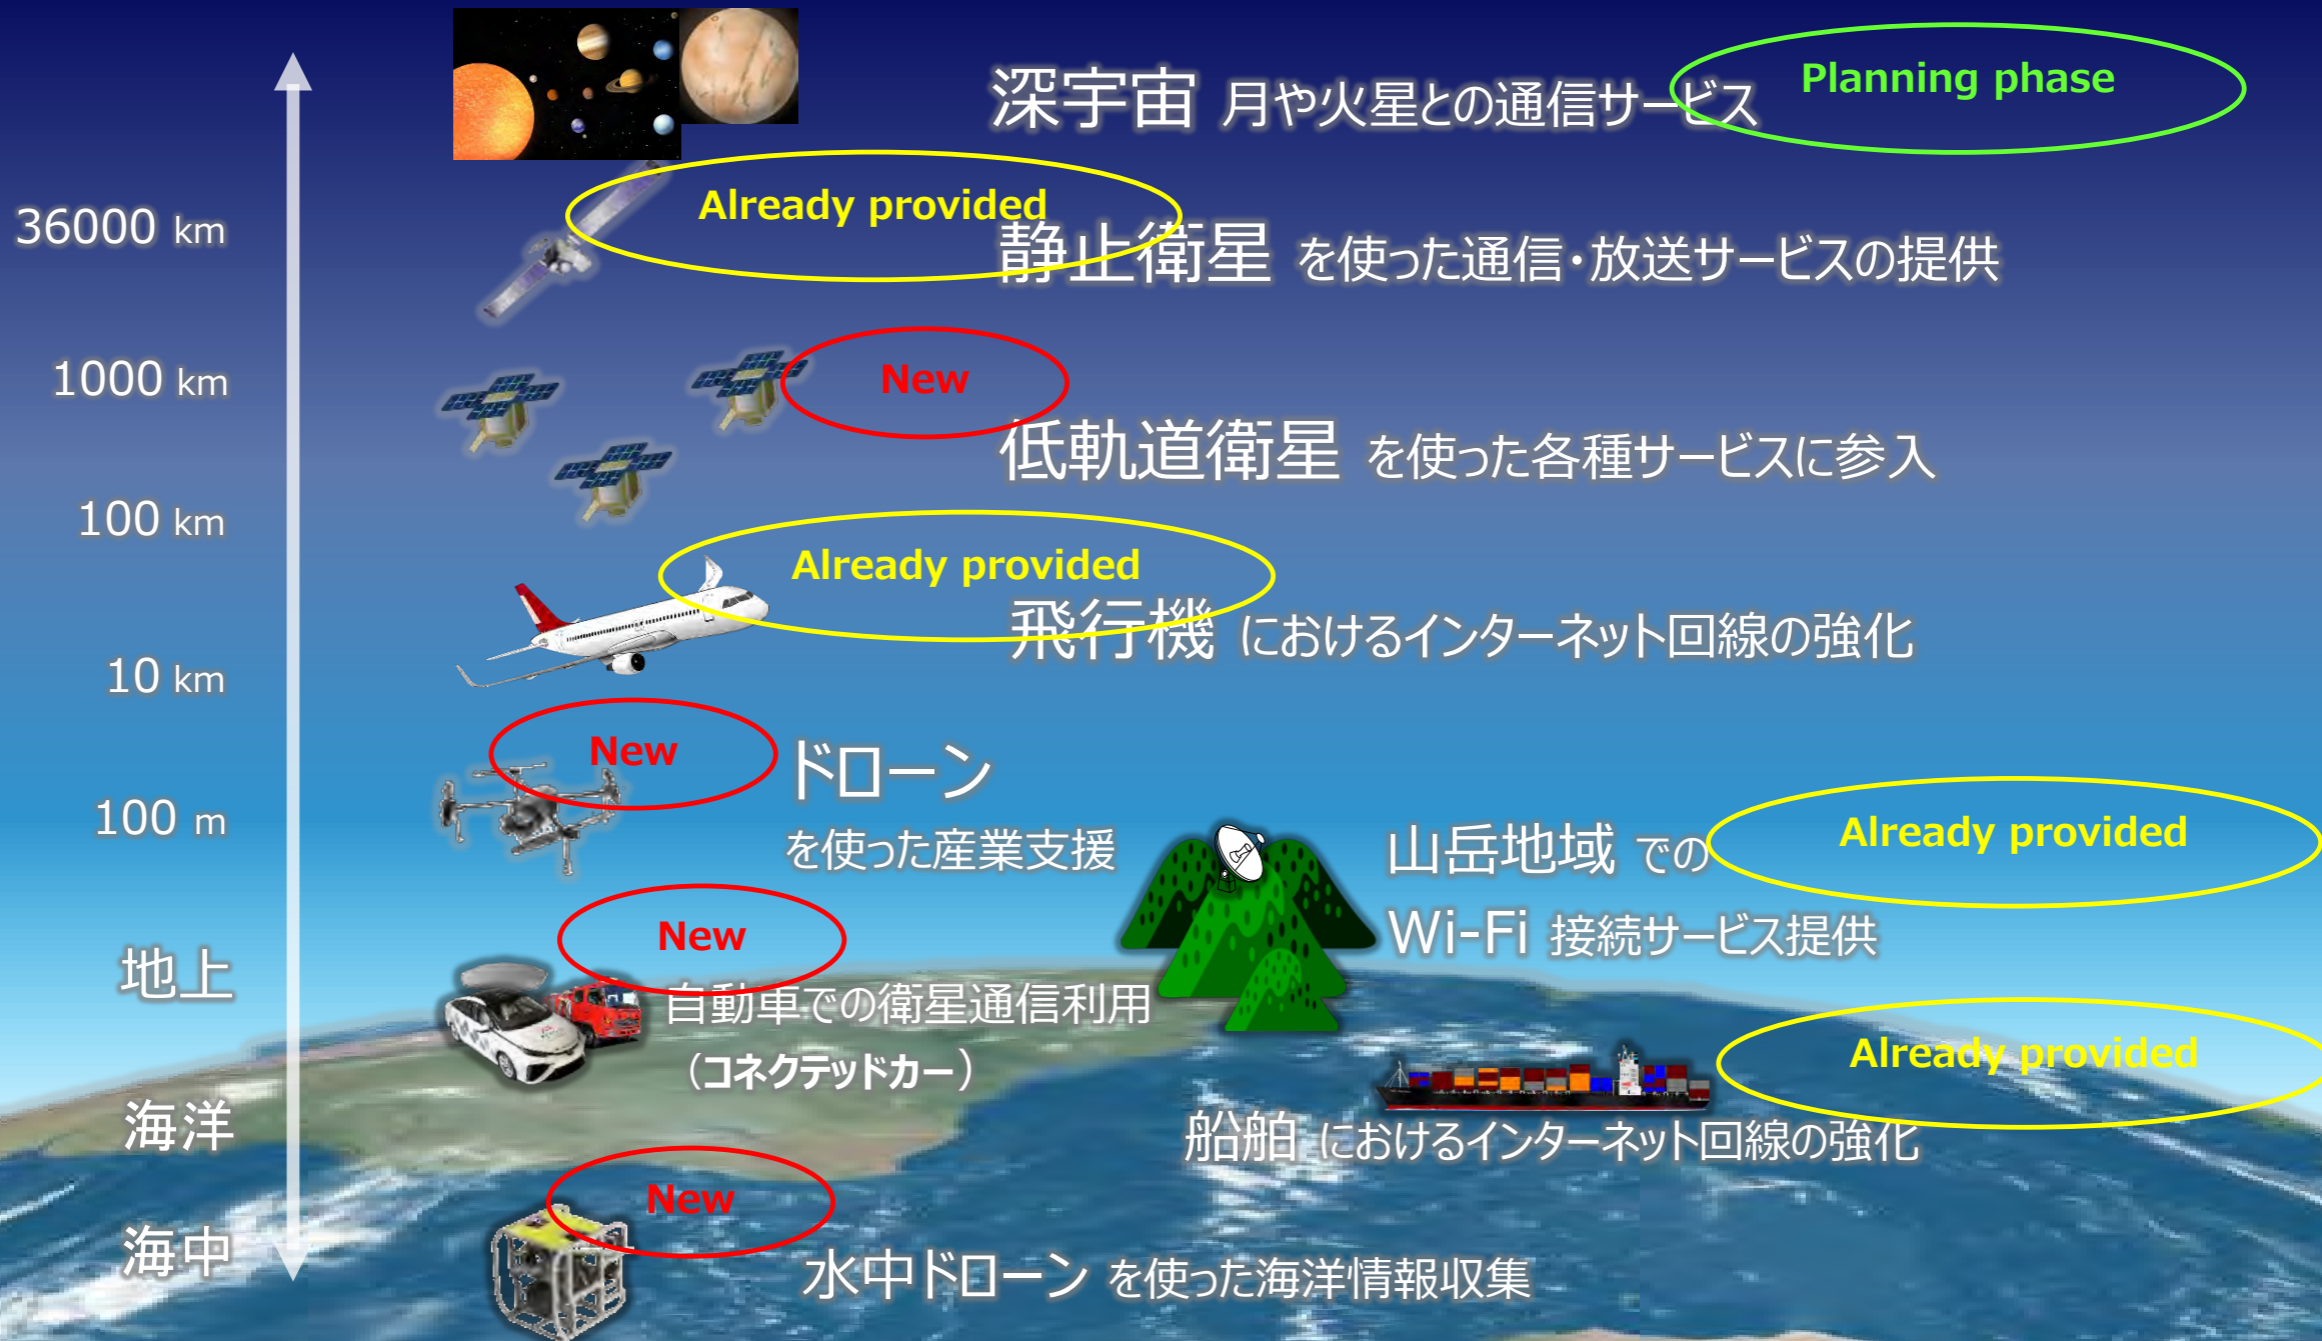 Planning phase
深宇宙 月や火星との通信サービス
Already provided
36000 km
静止衛星 を使った通信・放送サービスの提供
New
1000 km
低軌道衛星 を使った各種サービスに参入
100 km
Already provided
飛行機 におけるインターネット回線の強化
10 km
New
ドローン
100 m
を使った産業支援
Already provided
山岳地域 での
Wi-Fi 接続サービス提供
New
地上
自動車での衛星通信利用
（コネクテッドカー）
Already provided
海洋
船舶 におけるインターネット回線の強化
New
海中
水中ドローン を使った海洋情報収集